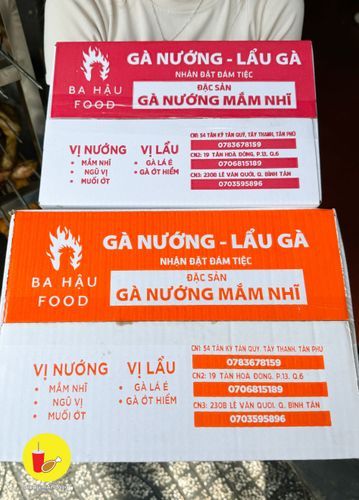 BA HẬU
FOOD
GÀ NƯỚNG - LẨU GÀ
NHẬN ĐẶT ĐÁM TIỆC
ĐẶC SẢN
GÀ NƯỚNG MẮM NHĨ
VỊ NƯỚNG
• MẮM NHĨ
• NGŨ VỊ
• MUỐI ỚT
VỊ LẨU
• GÀ LÁ É
• GÀ ỚT HIỂM
CN1: 54 TÂN KỲ TÂN QUÝ, TÂY THẠNH, TÂN PHÚ
0783678159
CN2: 19 TÂN HOÀ ĐÔNG, P.13, Q.6
0706815189
CN3: 230B LÊ VĂN QUỚI, Q. BÌNH TÂN
0703595896
BA HẬU
FOOD
GÀ NƯỚNG - LẨU GÀ
NHẬN ĐẶT ĐÁM TIỆC
ĐẶC SẢN
GÀ NƯỚNG MẮM NHĨ
VỊ NƯỚNG
• MẮM NHĨ
• NGŨ VỊ
• MUỐI ỚT
VỊ LẨU
• GÀ LÁ É
• GÀ ỚT HIỂM
CN1: 54 TÂN KỲ TÂN QUÝ, TÂY THẠNH, TÂN PHÚ
0783678159
CN2: 19 TÂN HOÀ ĐÔNG, P.13, Q.6
0706815189
CN3: 230B LÊ VĂN QUỚI, Q. BÌNH TÂN
0703595896